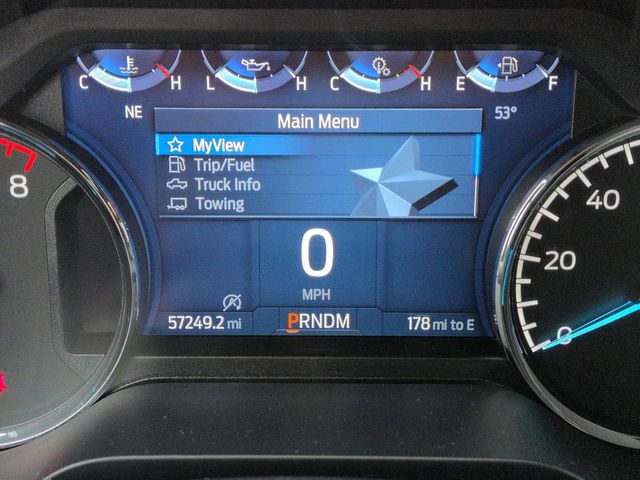 C H L H C H E F
NE
53°
Main Menu
MyView
Trip/Fuel
Truck Info
Towing
8
40
20
0
0
MPH
57249.2 mi
PRNDM
178 mi to E